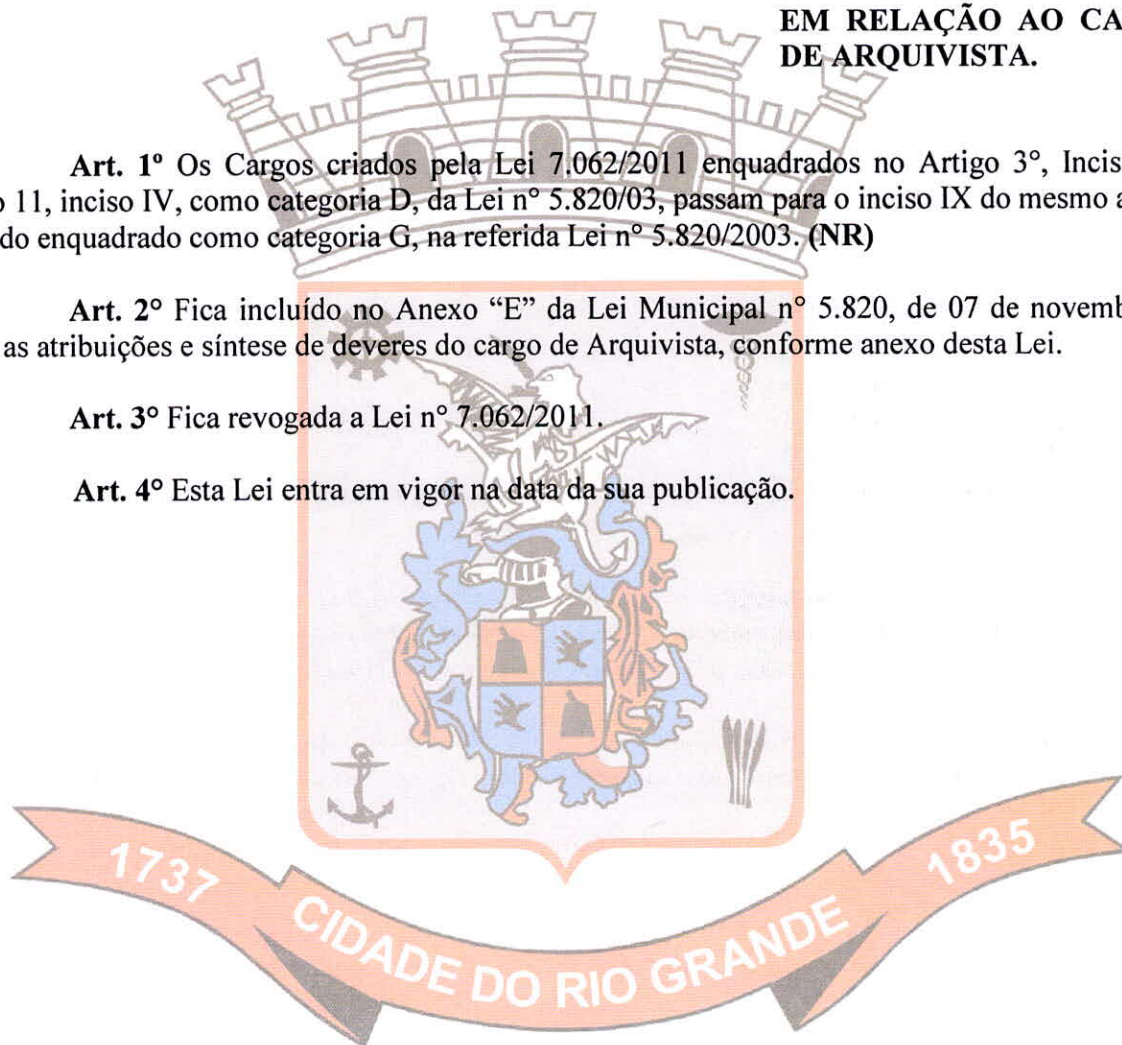 EM RELAÇÃO AO CA
DE ARQUIVISTA.
Art. 1º Os Cargos criados pela Lei 7.062/2011 enquadrados no Artigo 3°, Incis
o 11, inciso IV, como categoria D, da Lei n° 5.820/03, passam para o inciso IX do mesmo a
do enquadrado como categoria G, na referida Lei n° 5.820/2003. (NR)
Art. 2° Fica incluído no Anexo “E” da Lei Municipal n° 5.820, de 07 de novemb
as atribuições e síntese de deveres do cargo de Arquivista, conforme anexo desta Lei.
Art. 3° Fica revogada a Lei n° 7.062/2011.
Art. 4° Esta Lei entra em vigor na data da sua publicação.
1737 CIDADE DO RIO GRANDE 1835